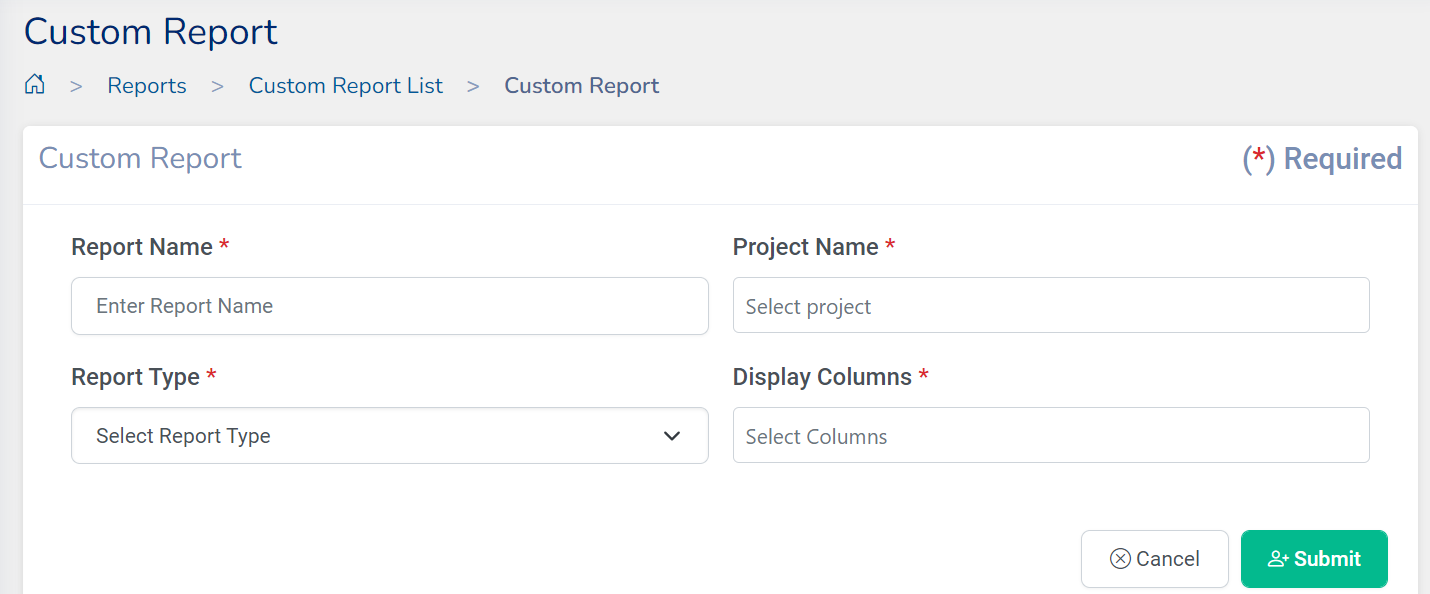 Custom Report
> Reports > Custom Report List > Custom Report
Custom Report (*) Required
Report Name * Project Name *
Enter Report Name Select project
Report Type * Display Columns *
Select Report Type Select Columns
Cancel Submit